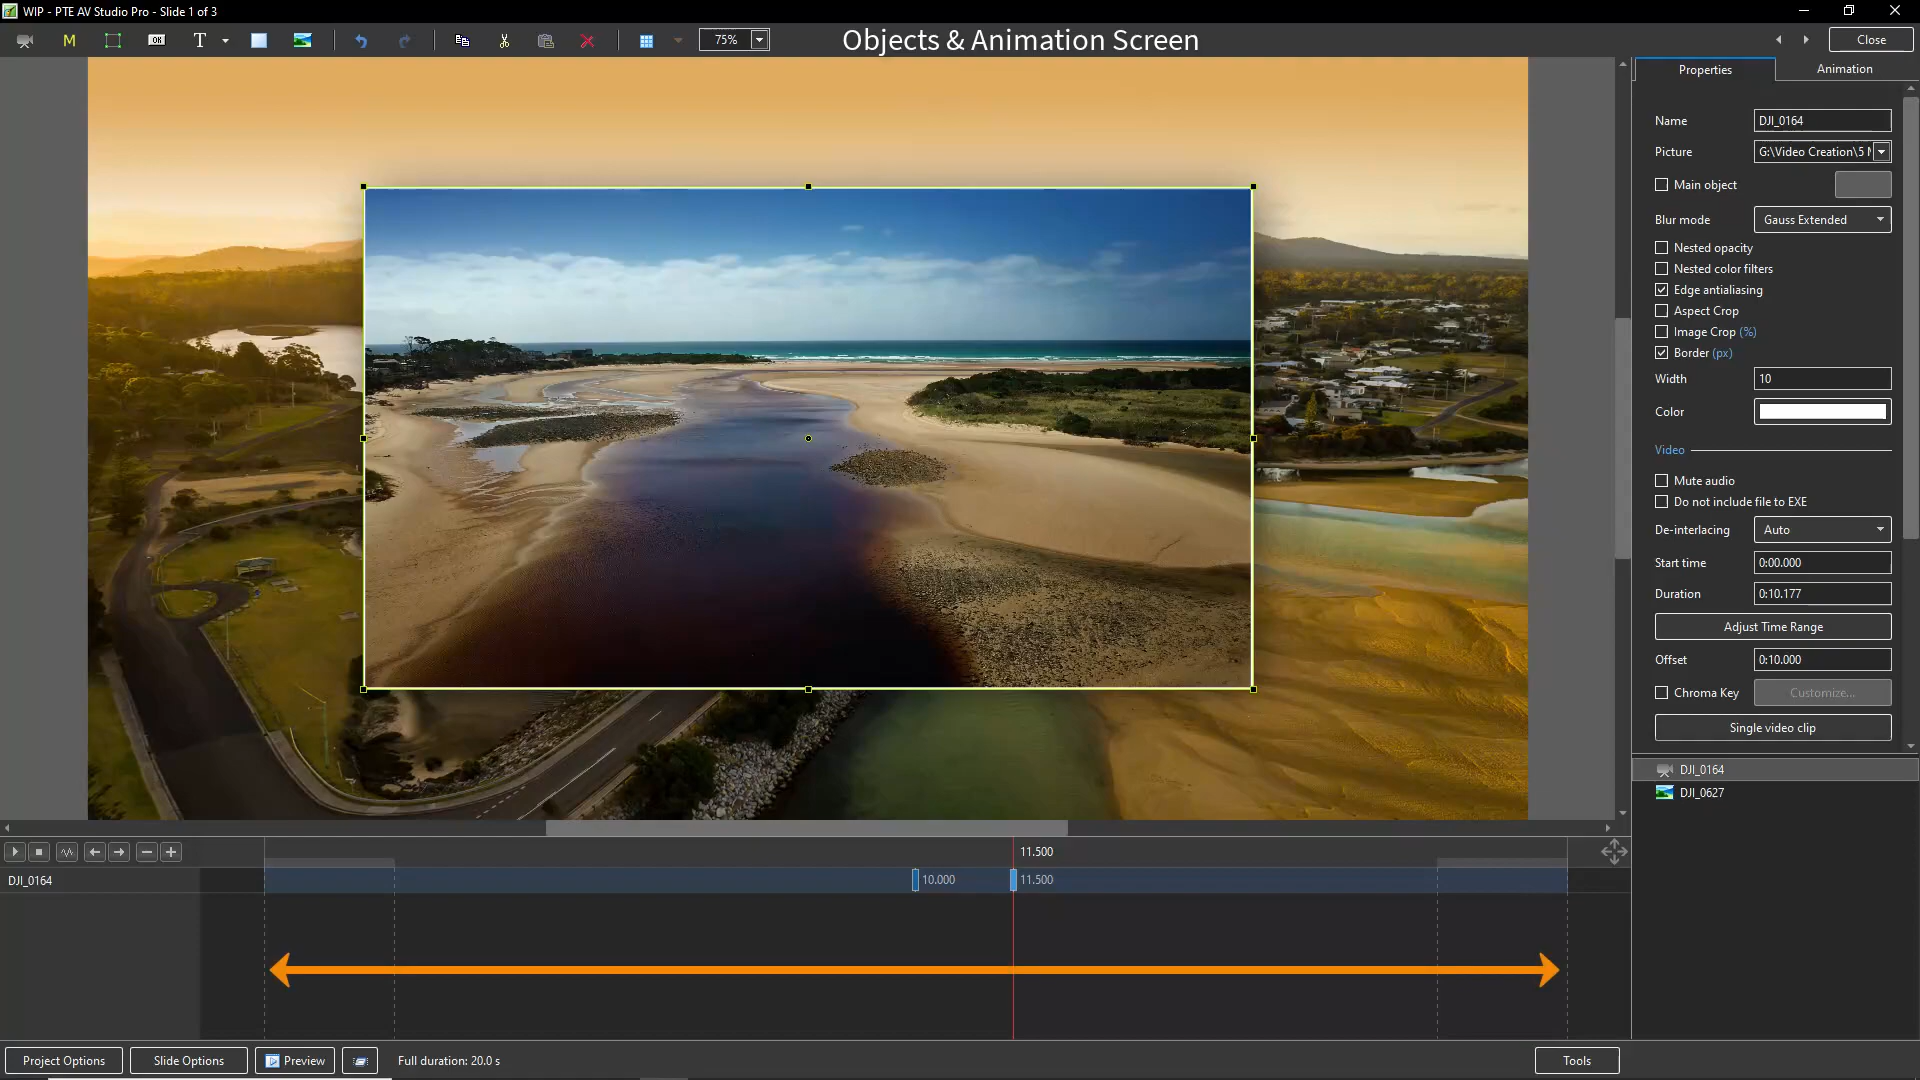 WIP - PTE AV Studio Pro - Slide 1 of 3
M
OK
T
75%
Objects & Animation Screen
Close
Properties
Animation
Name
DJI_0164
Picture
G:\Video Creation\5
Main object
Blur mode
Gauss Extended
Nested opacity
Nested color filters
Edge antialiasing
Aspect Crop
Image Crop (%)
Border (px)
Width
10
Color
Video
Mute audio
Do not include file to EXE
De-interlacing
Auto
Start time
0:00.000
Duration
0:10.177
Adjust Time Range
Offset
0:10.000
Chroma Key
Customize...
Single video clip
DJI_0164
DJI_0627
11.500
DJI_0164
10.000
11.500
Project Options
Slide Options
Preview
Full duration: 20.0 s
Tools